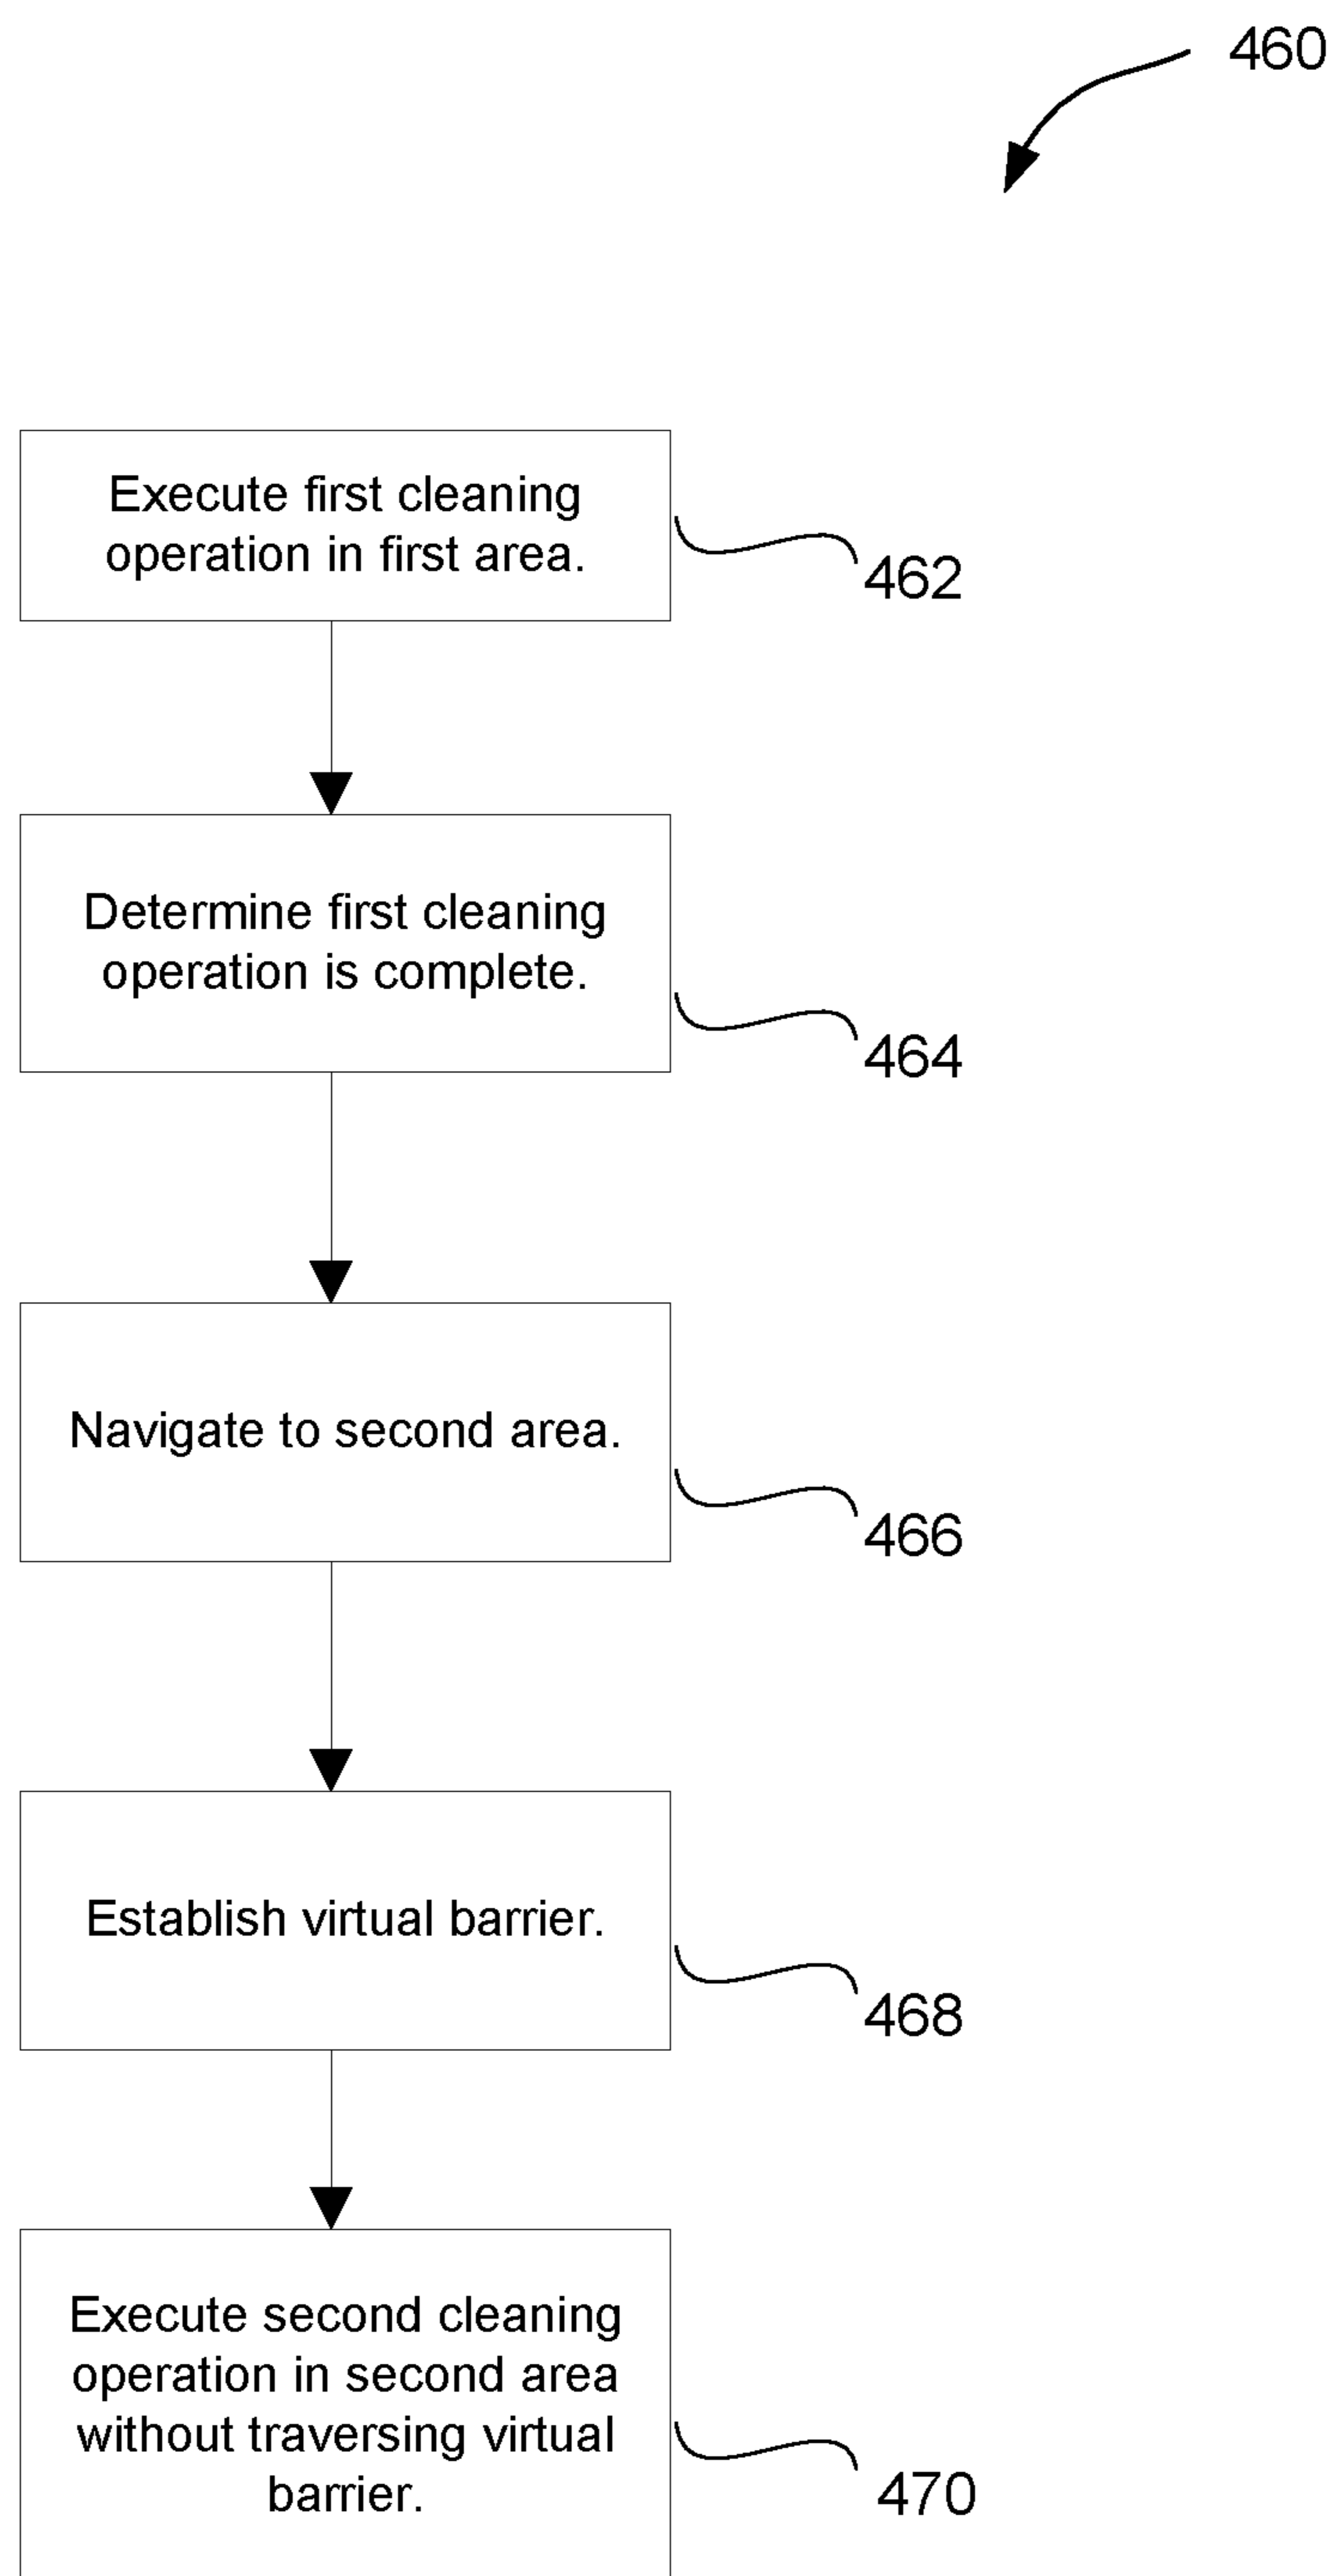 460
Execute first cleaning
operation in first area.
462
Determine first cleaning
operation is complete.
464
Navigate to second area.
466
Establish virtual barrier.
468
Execute second cleaning
operation in second area
without traversing virtual
barrier.
470